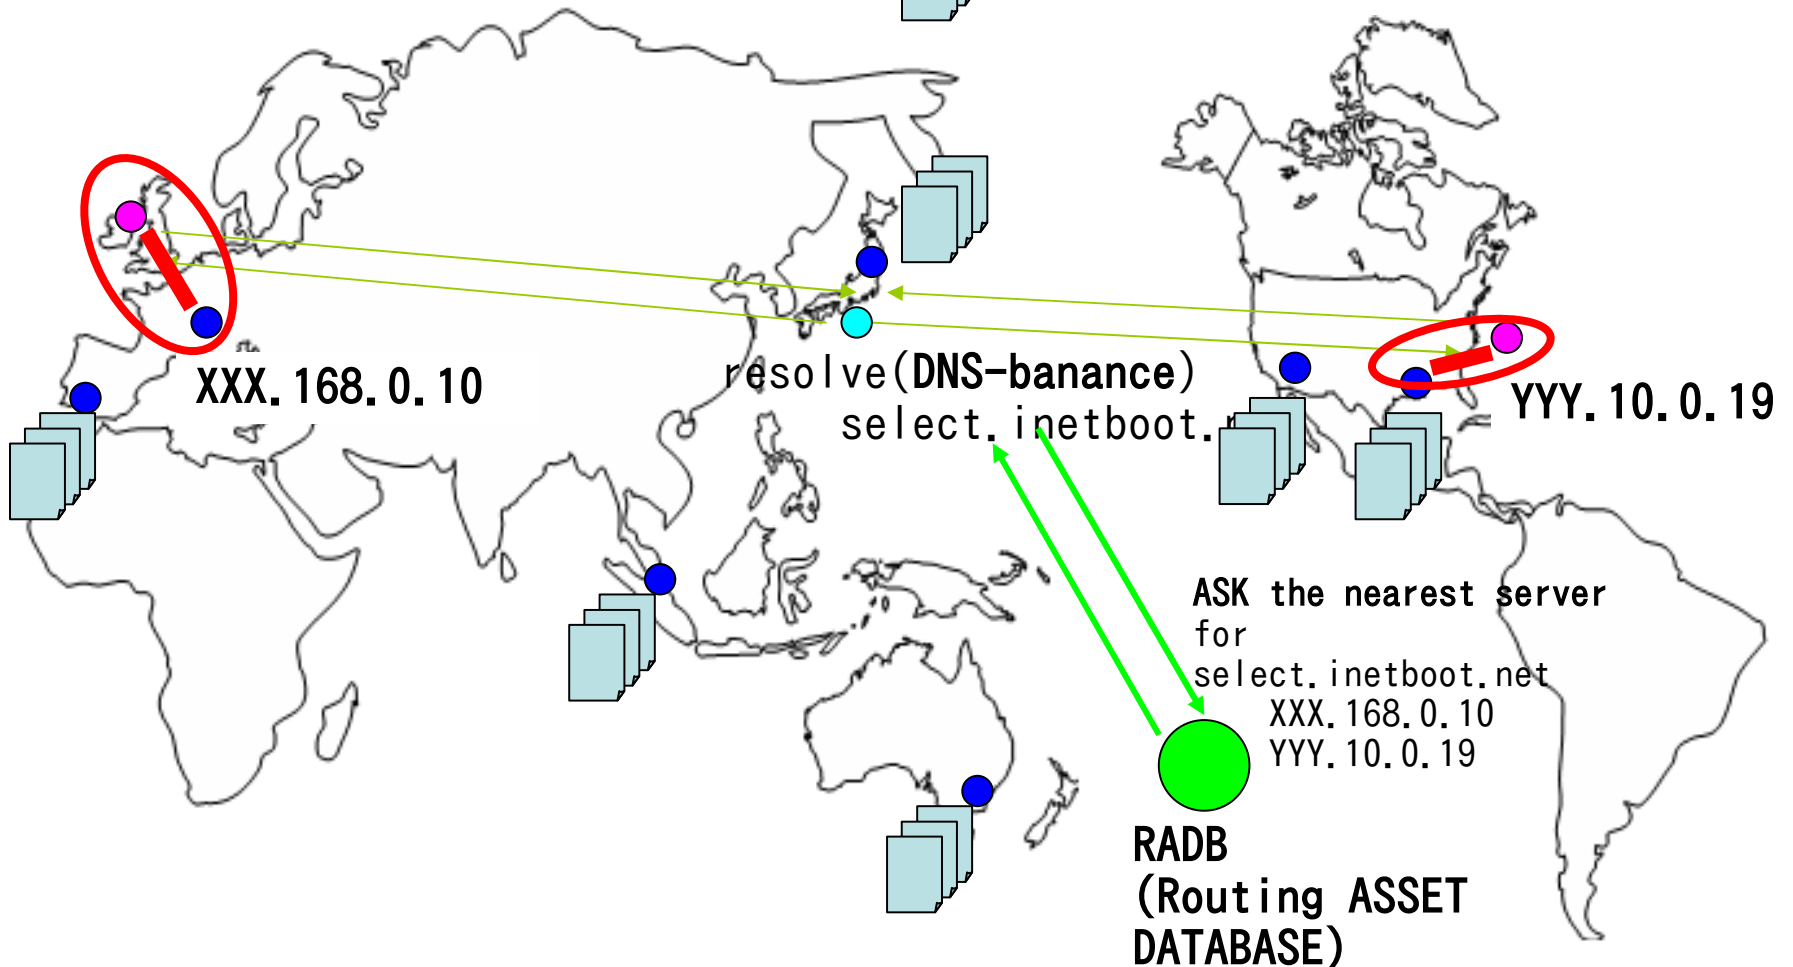 XXX.168.0.10
resolve(DNS-banance)
select.inetboot.
YYY.10.0.19
ASK the nearest server
for
select.inetboot.net
XXX.168.0.10
YYY.10.0.19
RADB
(Routing ASSET
DATABASE)